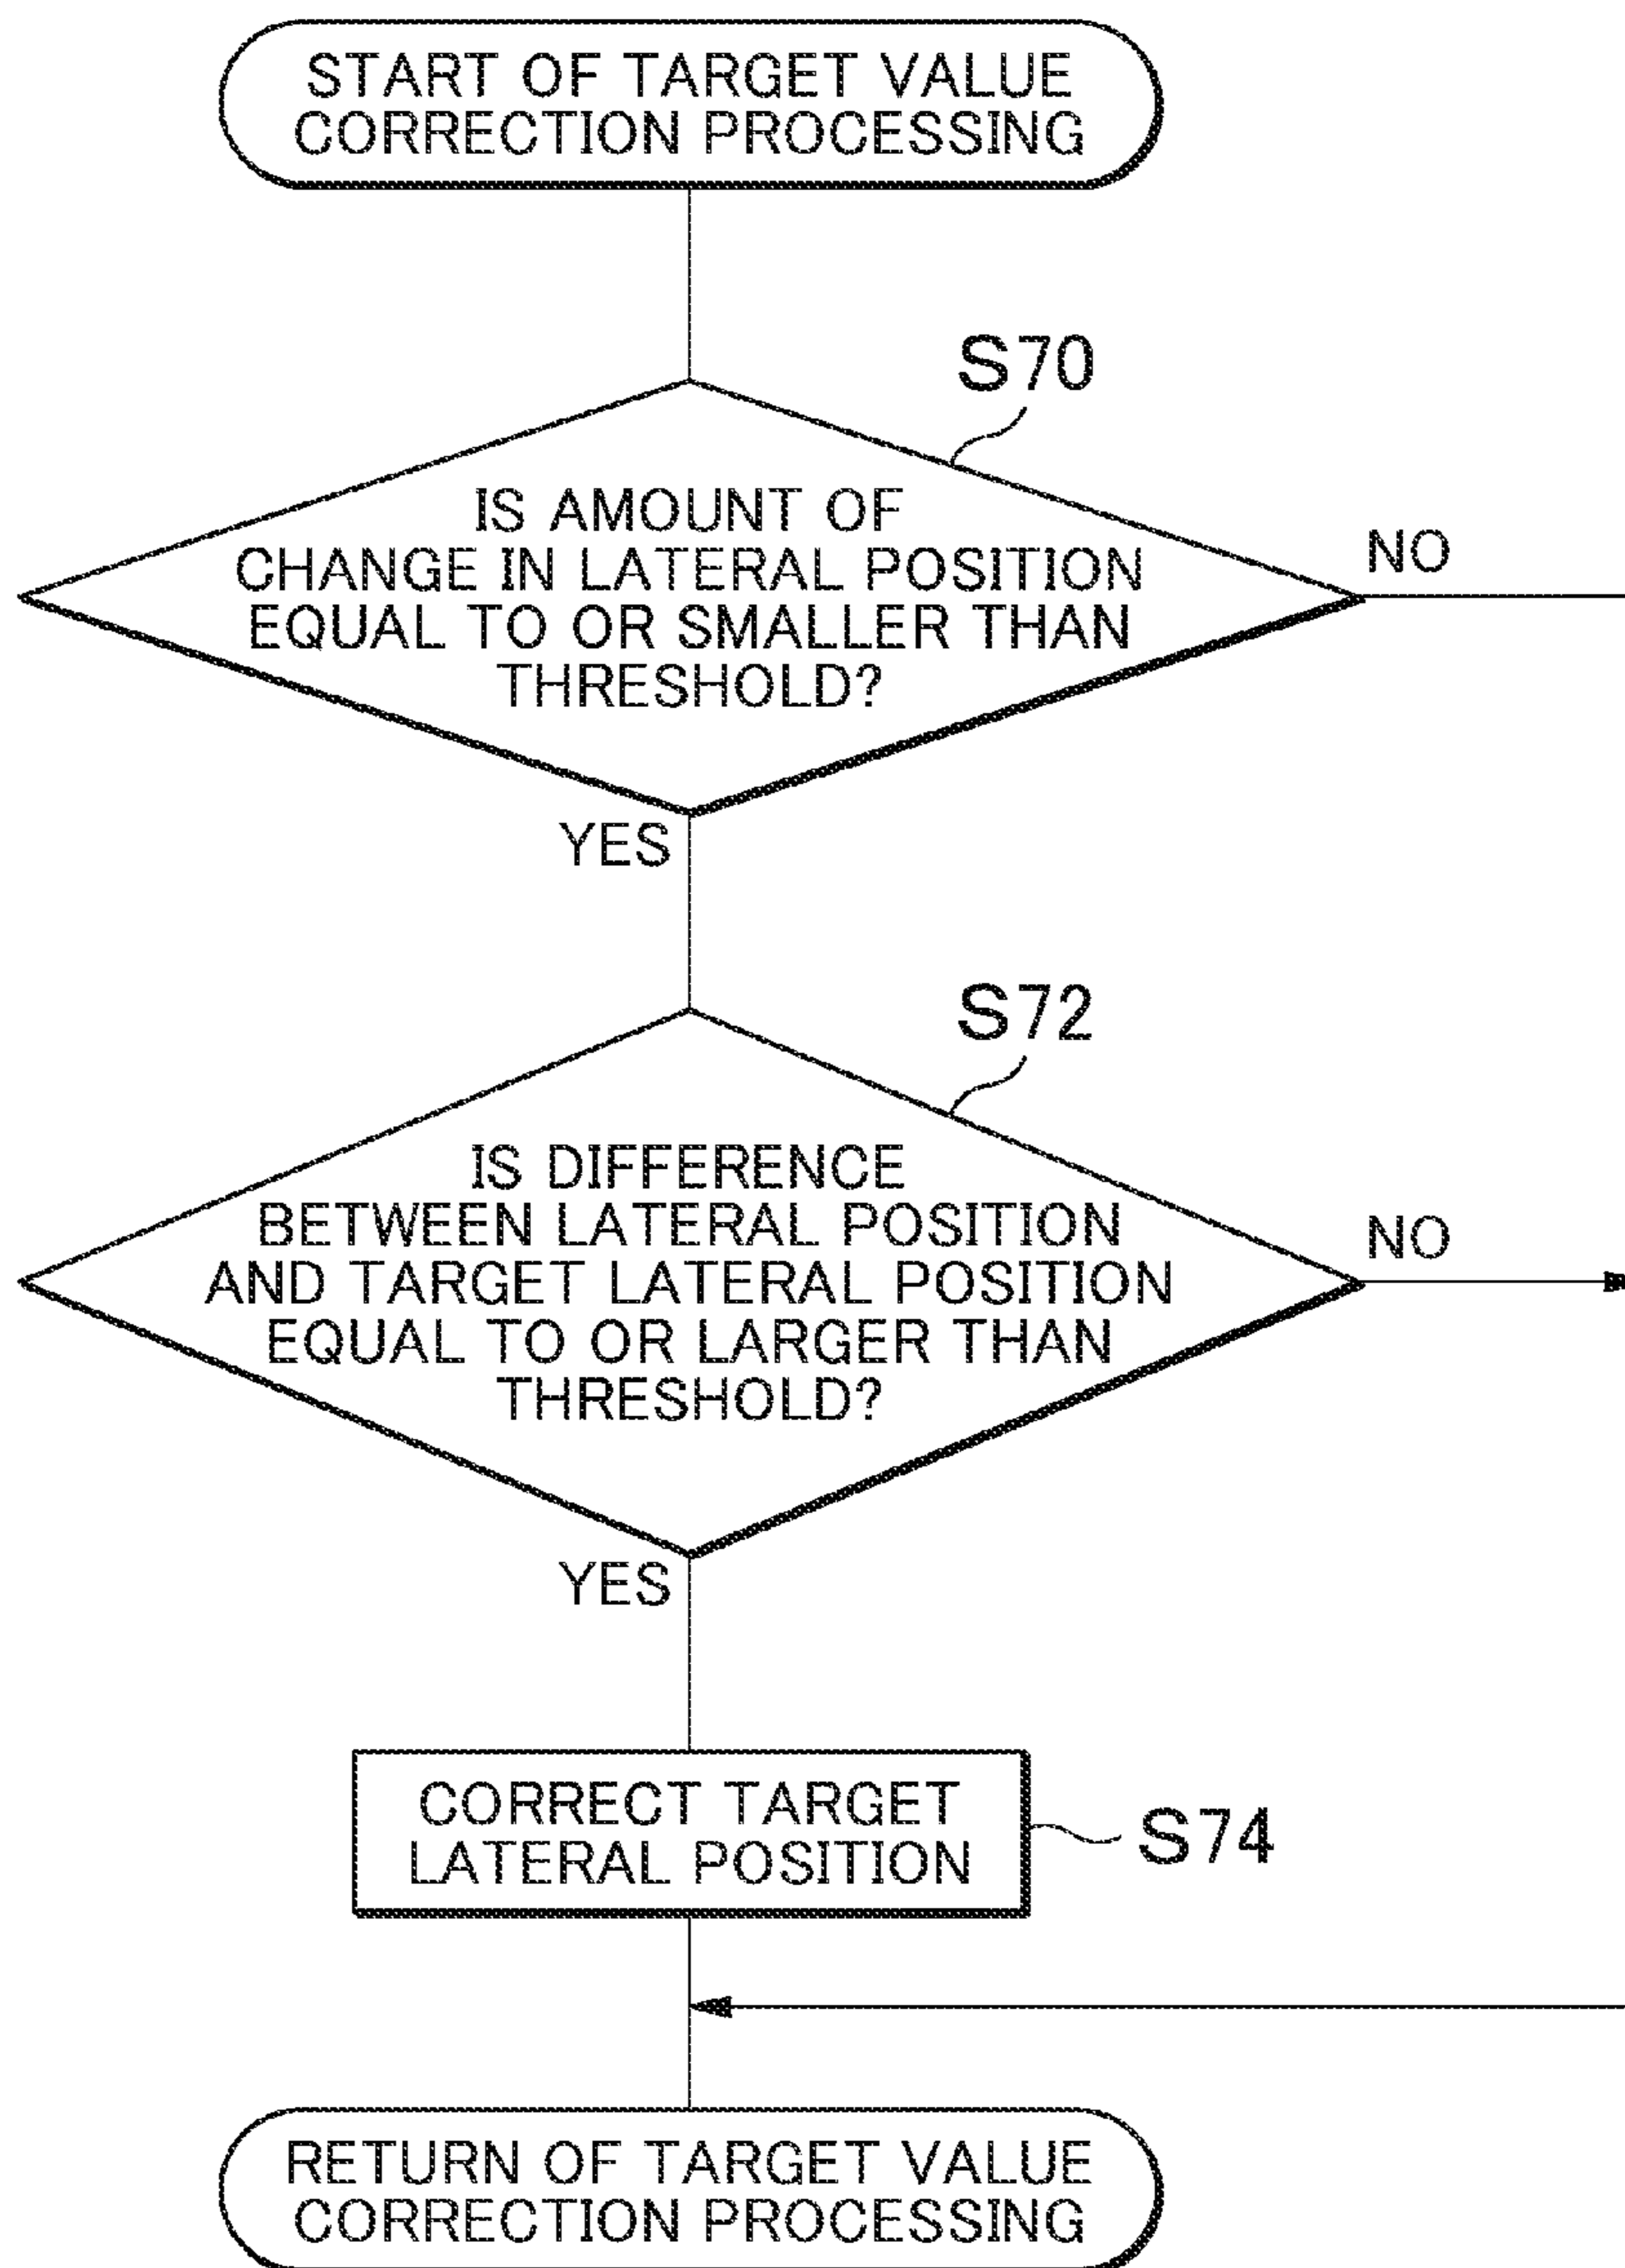 START OF TARGET VALUE
CORRECTION PROCESSING
S70
IS AMOUNT OF
CHANGE IN LATERAL POSITION
EQUAL TO OR SMALLER THAN
THRESHOLD?
NO
YES
S72
IS DIFFERENCE
BETWEEN LATERAL POSITION
AND TARGET LATERAL POSITION
EQUAL TO OR LARGER THAN
THRESHOLD?
NO
YES
CORRECT TARGET
LATERAL POSITION
S74
RETURN OF TARGET VALUE
CORRECTION PROCESSING